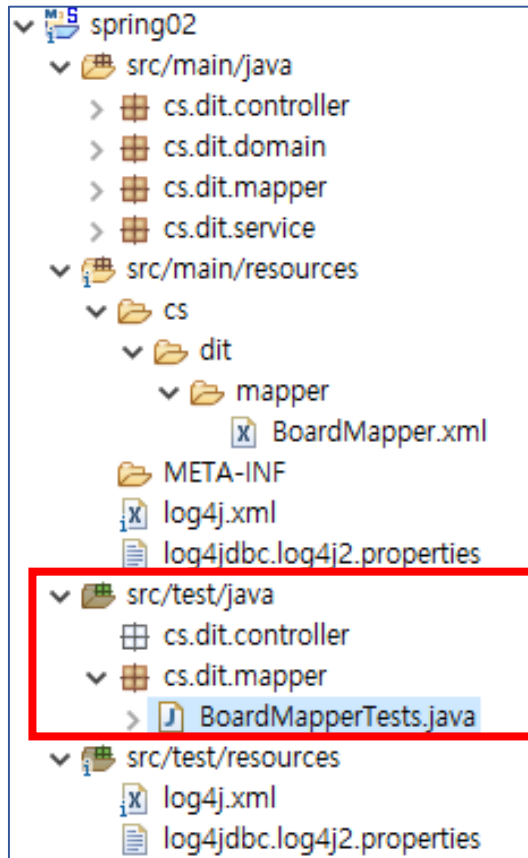 spring02
src/main/java
cs.dit.controller
cs.dit.domain
cs.dit.mapper
cs.dit.service
src/main/resources
cs
dit
mapper
BoardMapper.xml
META-INF
log4j.xml
log4jdbc.log4j2.properties
src/test/java
cs.dit.controller
cs.dit.mapper
BoardMapperTests.java
src/test/resources
log4j.xml
log4jdbc.log4j2.properties